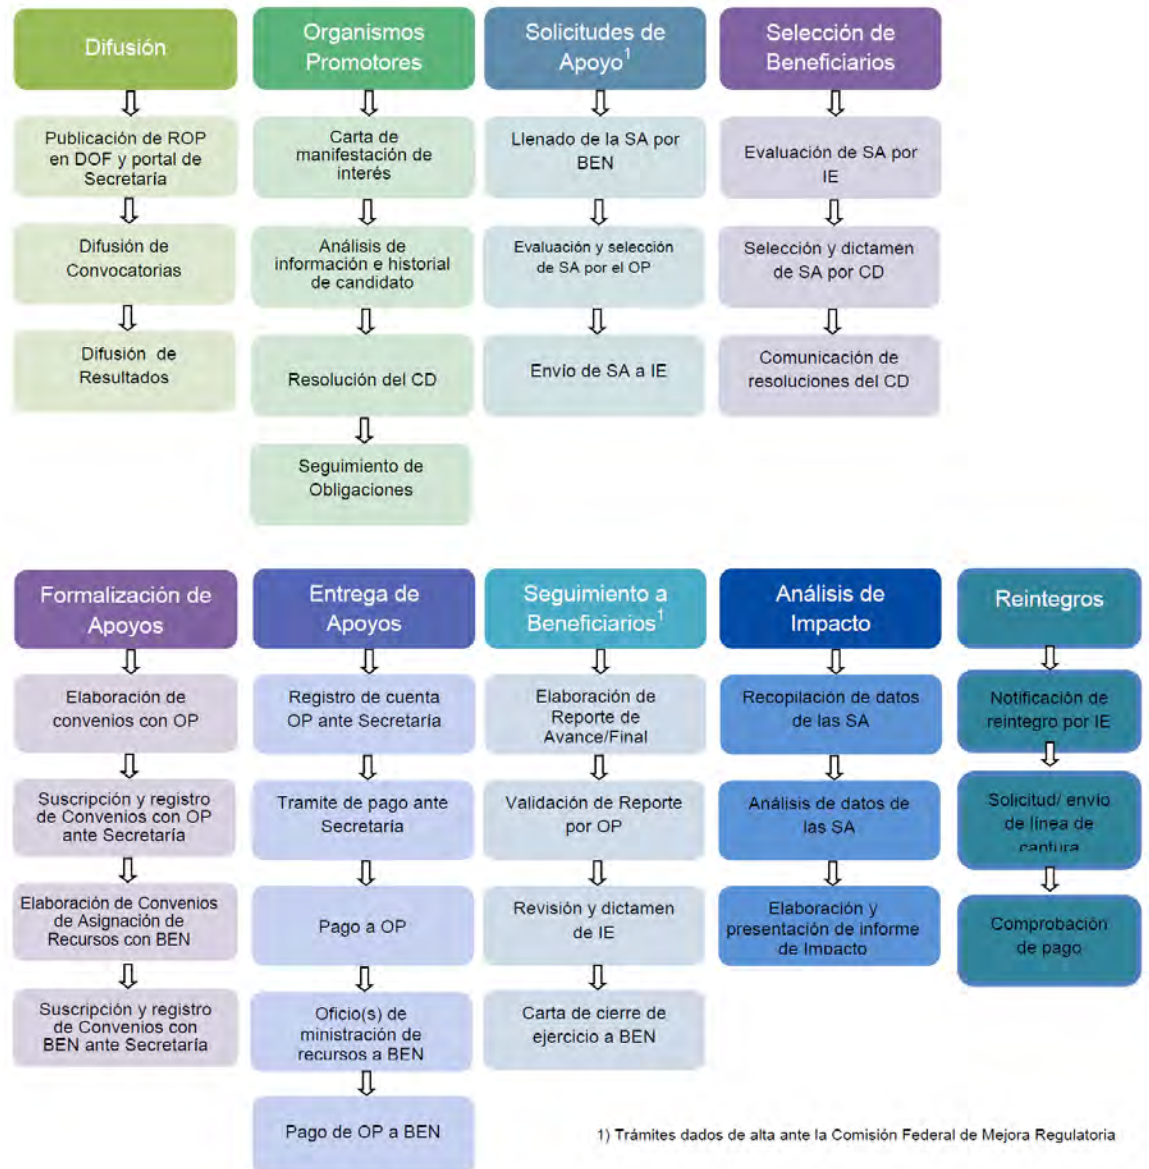 Difusión
Publicación de ROP
en DOF y portal de
Secretaría
Difusión de
Convocatorias
Difusión de
Resultados
Organismos
Promotores
Carta de
manifestación de
interés
Análisis de
información e historial
de candidato
Resolución del CD
Seguimiento de
Obligaciones
Solicitudes de
Apoyo1
Llenado de la SA por
BEN
Evaluación y selección
de SA por el OP
Envío de SA a IE
Selección de
Beneficiarios
Evaluación de SA por
IE
Selección y dictamen
de SA por CD
Comunicación de
resoluciones del CD
Formalización de
Apoyos
Elaboración de
convenios con OP
Suscripción y registro
de Convenios con OP
ante Secretaría
Elaboración de Convenios
de Asignación de
Recursos con BEN
Suscripción y registro
de Convenios con
BEN ante Secretaría
Entrega de
Apoyos
Registro de cuenta
OP ante Secretaría
Tramite de pago ante
Secretaría
Pago a OP
Oficio(s) de
ministración de
recursos a BEN
Pago de OP a BEN
Seguimiento a
Beneficiarios1
Elaboración de
Reporte de
Avance/Final
Validación de Reporte
por OP
Revisión y dictamen
de IE
Carta de cierre de
ejercicio a BEN
Análisis de
Impacto
Recopilación de datos
de las SA
Análisis de datos de
las SA
Elaboración y
presentación de informe
de Impacto
Reintegros
Notificación de
reintegro por IE
Solicitud/ envío
de línea de
captura
Comprobación
de pago
1) Trámites dados de alta ante la Comisión Federal de Mejora Regulatoria